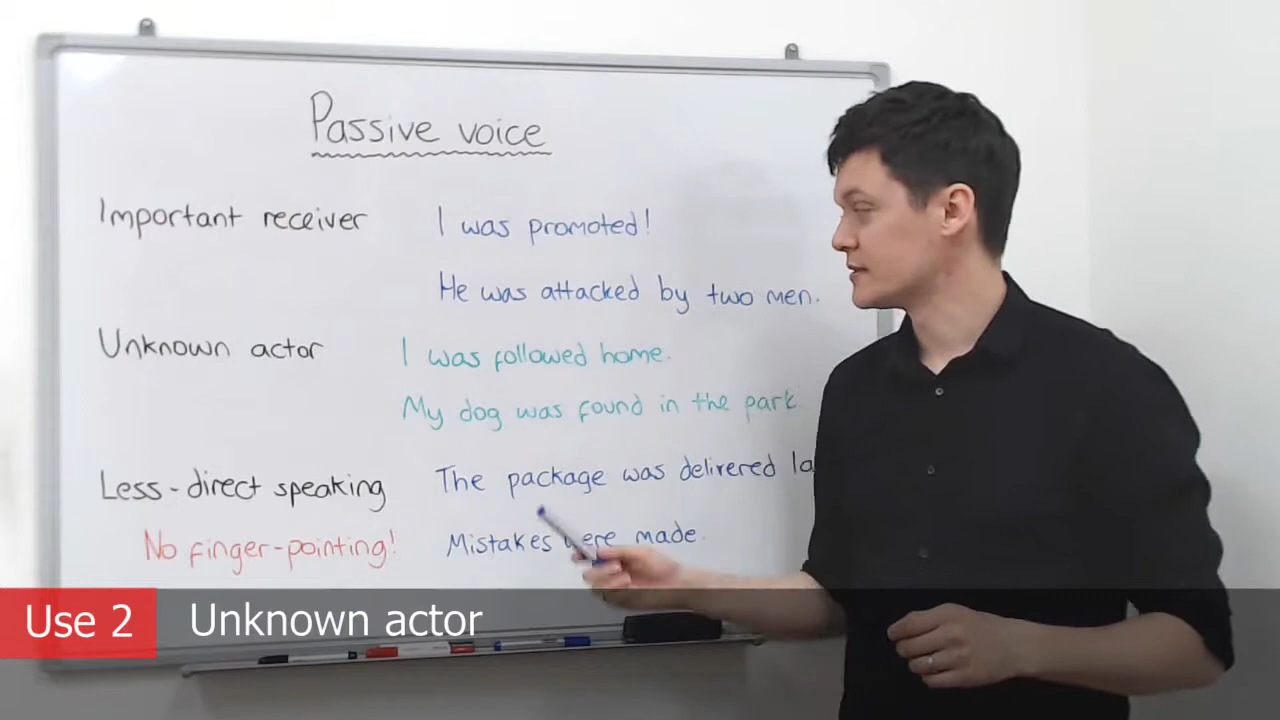 Passive voice
Important receiver
I was promoted!
He was attacked by two men.
Unknown actor
I was followed home.
My dog was found in the park
Less-direct speaking
The package was delivered la
No finger-pointing!
Mistakes were made.
Use 2 Unknown actor